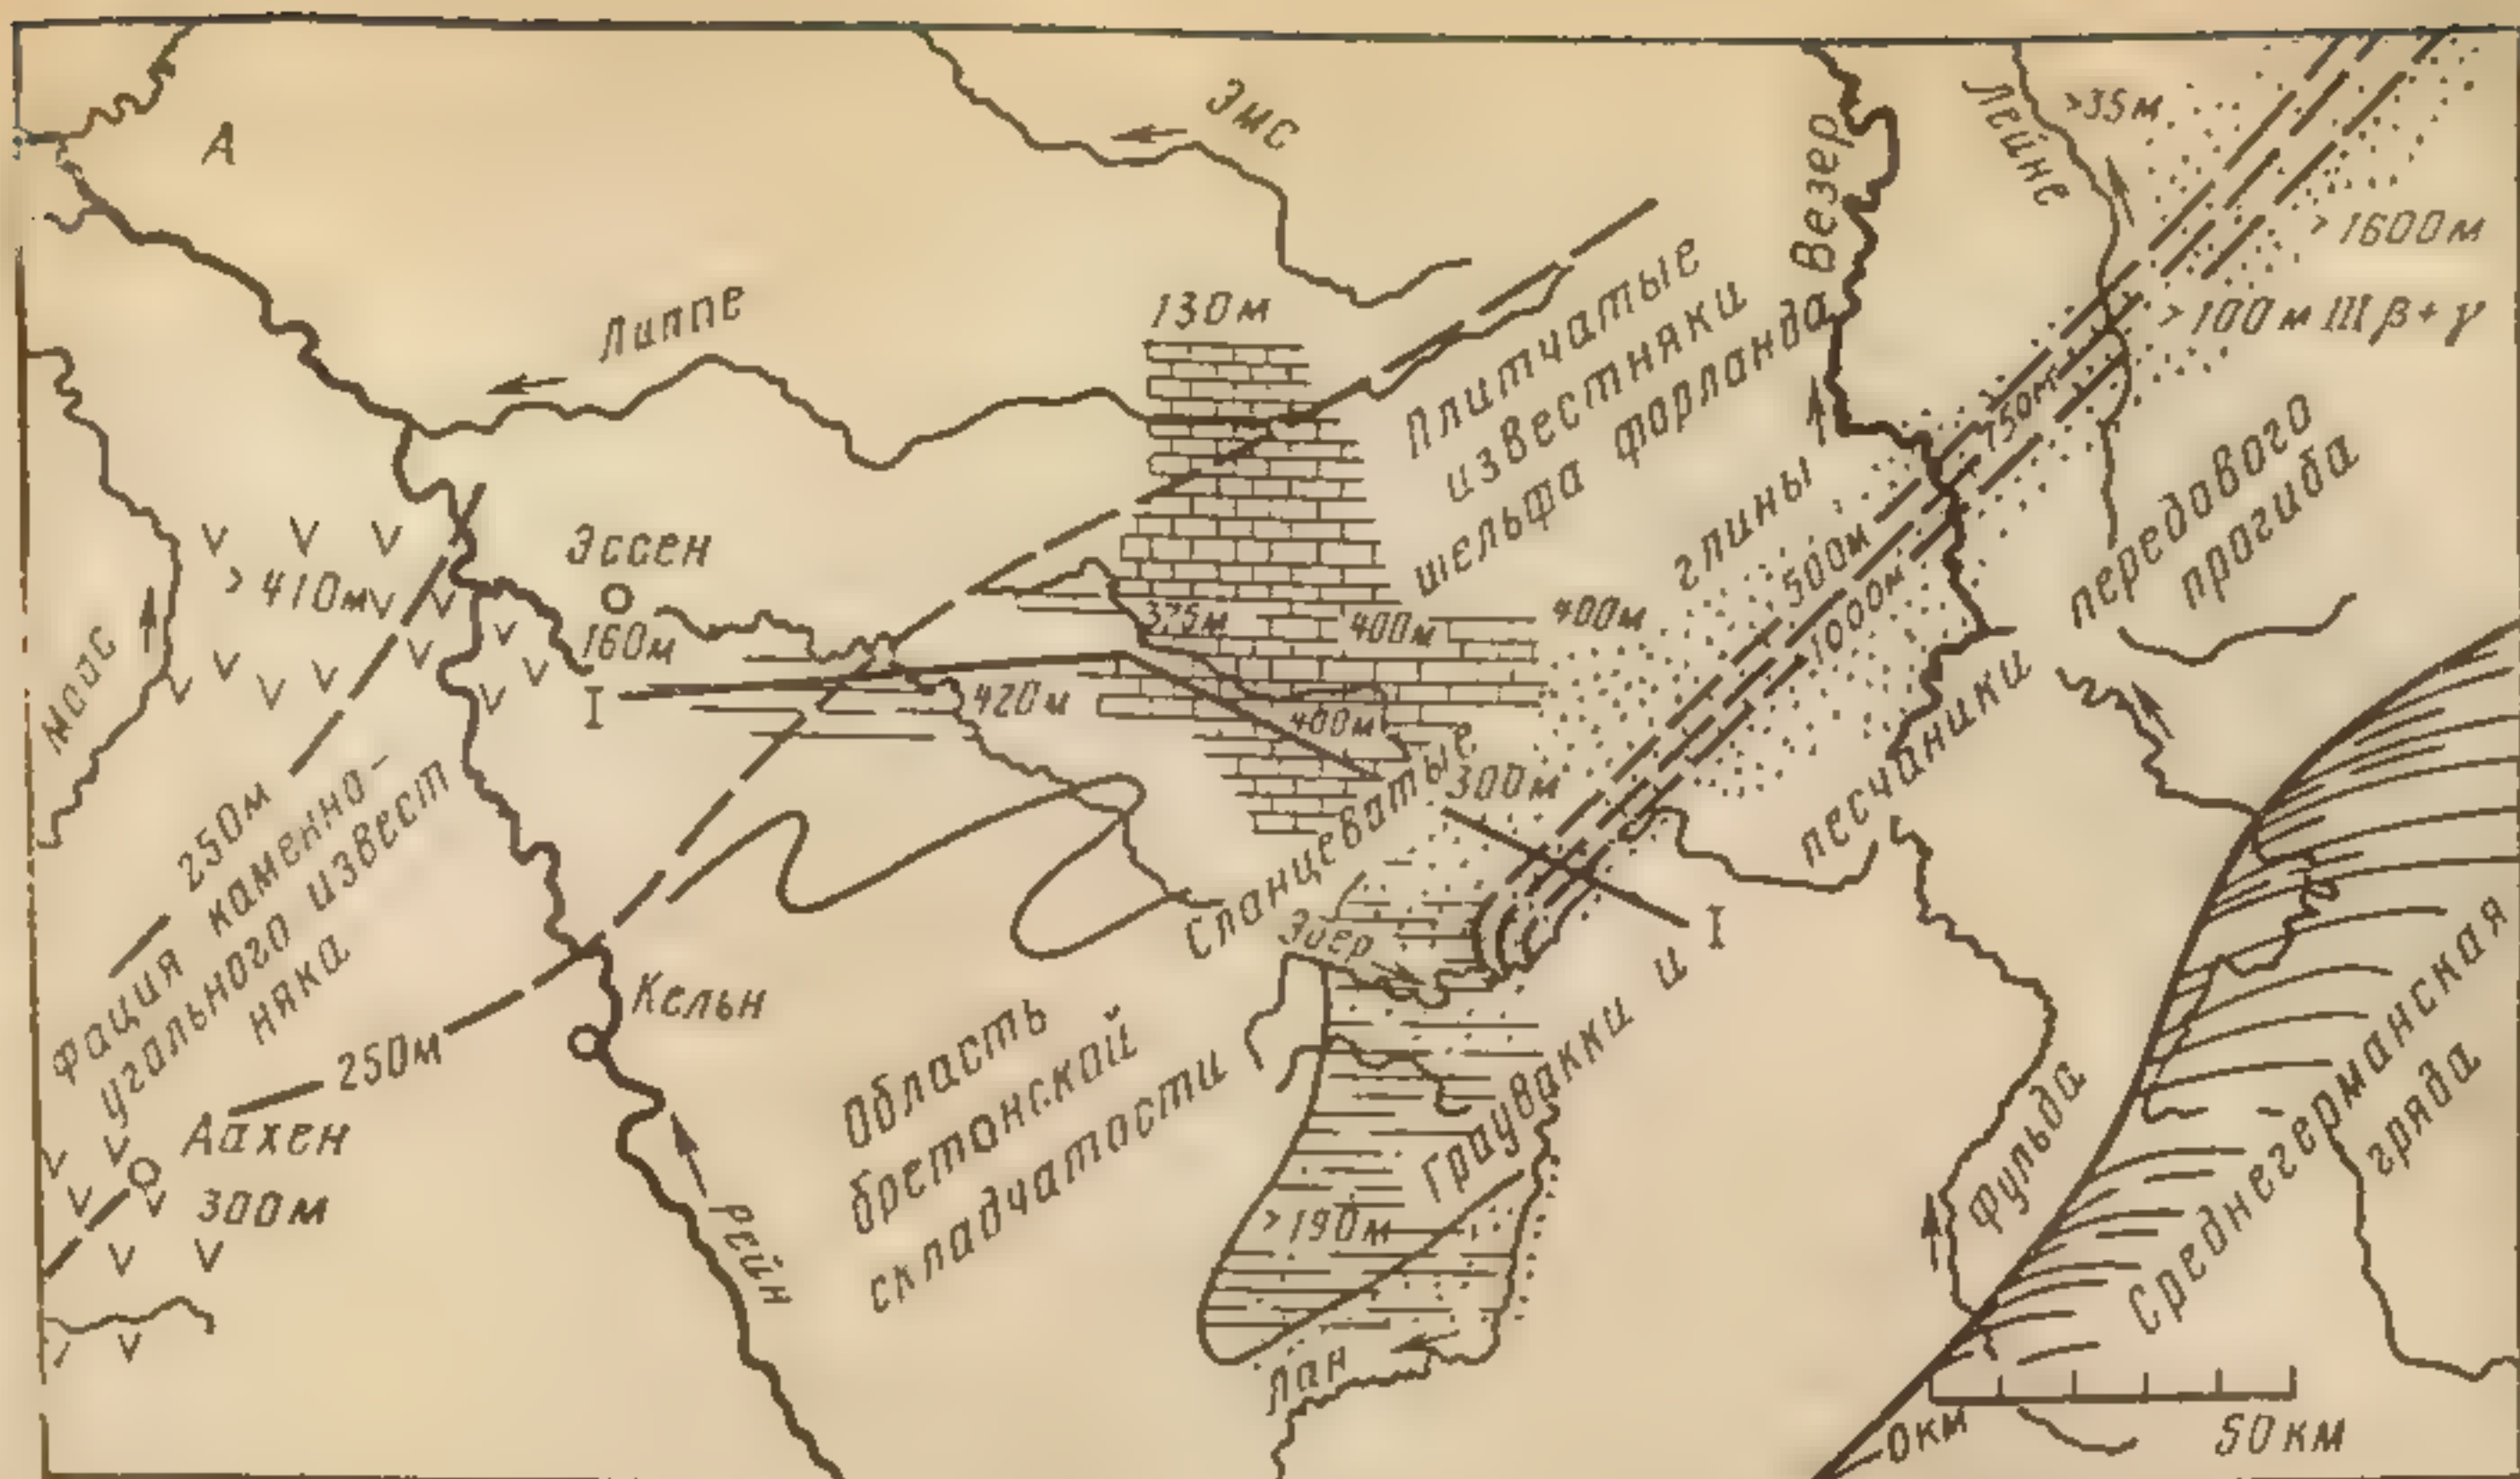 А
Эмс
Лейне
>35м
Везер
>1600м
>100м III β+γ
Липпе
130м
Плитчатые
известняки
шельфа форланда
750м
передового
прогиба
глины
500м
1000м
>410м
Эссен
160м
Маас
I
375м
400м
400м
420м
400м
300м
Сланцеватые
песчаники
250м
Фация каменно-
угольного извест
няка
Кельн
250м
Аахен
300м
Рейн
Область
бретонской
складчатости
Эдер
Граувакки и
I
>190м
Лан
Фульда
Среднегерманская
гряда
0км
50км